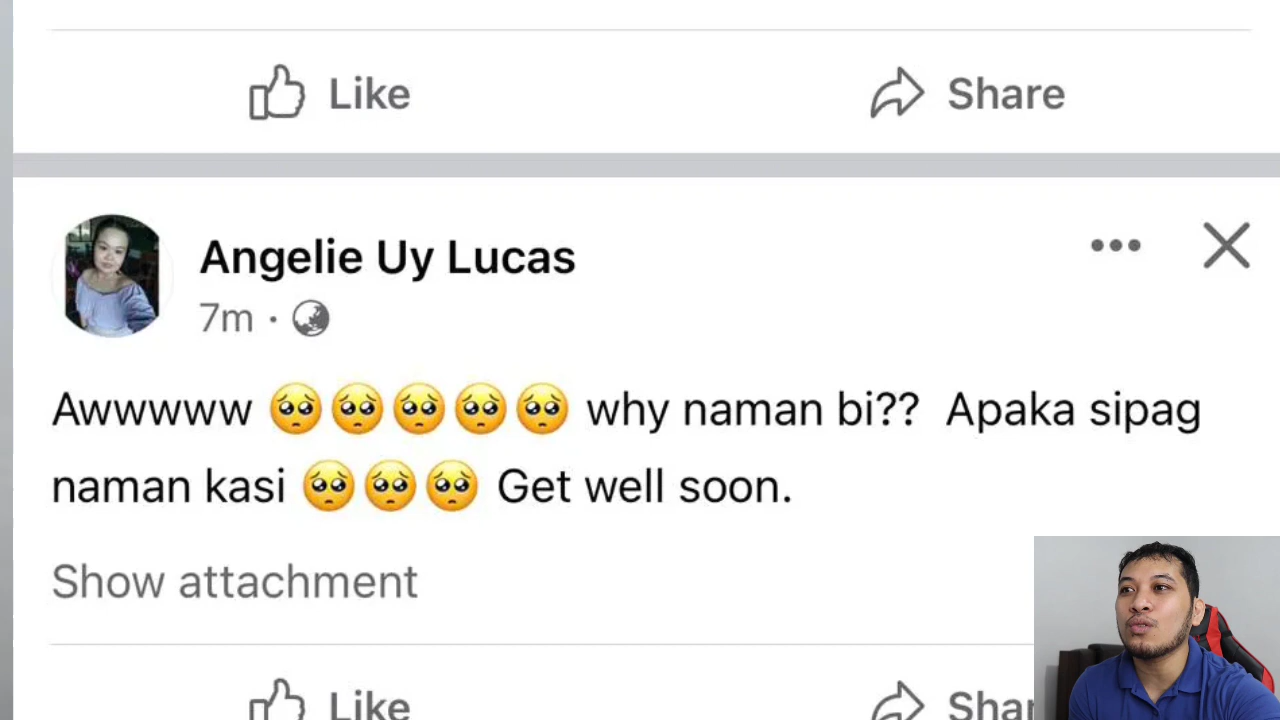 Like
Share
Angelie Uy Lucas
7m ·
Awwwww 🥺🥺🥺🥺🥺 why naman bi?? Apaka sipag
naman kasi 🥺🥺🥺 Get well soon.
Show attachment
Like
Shar